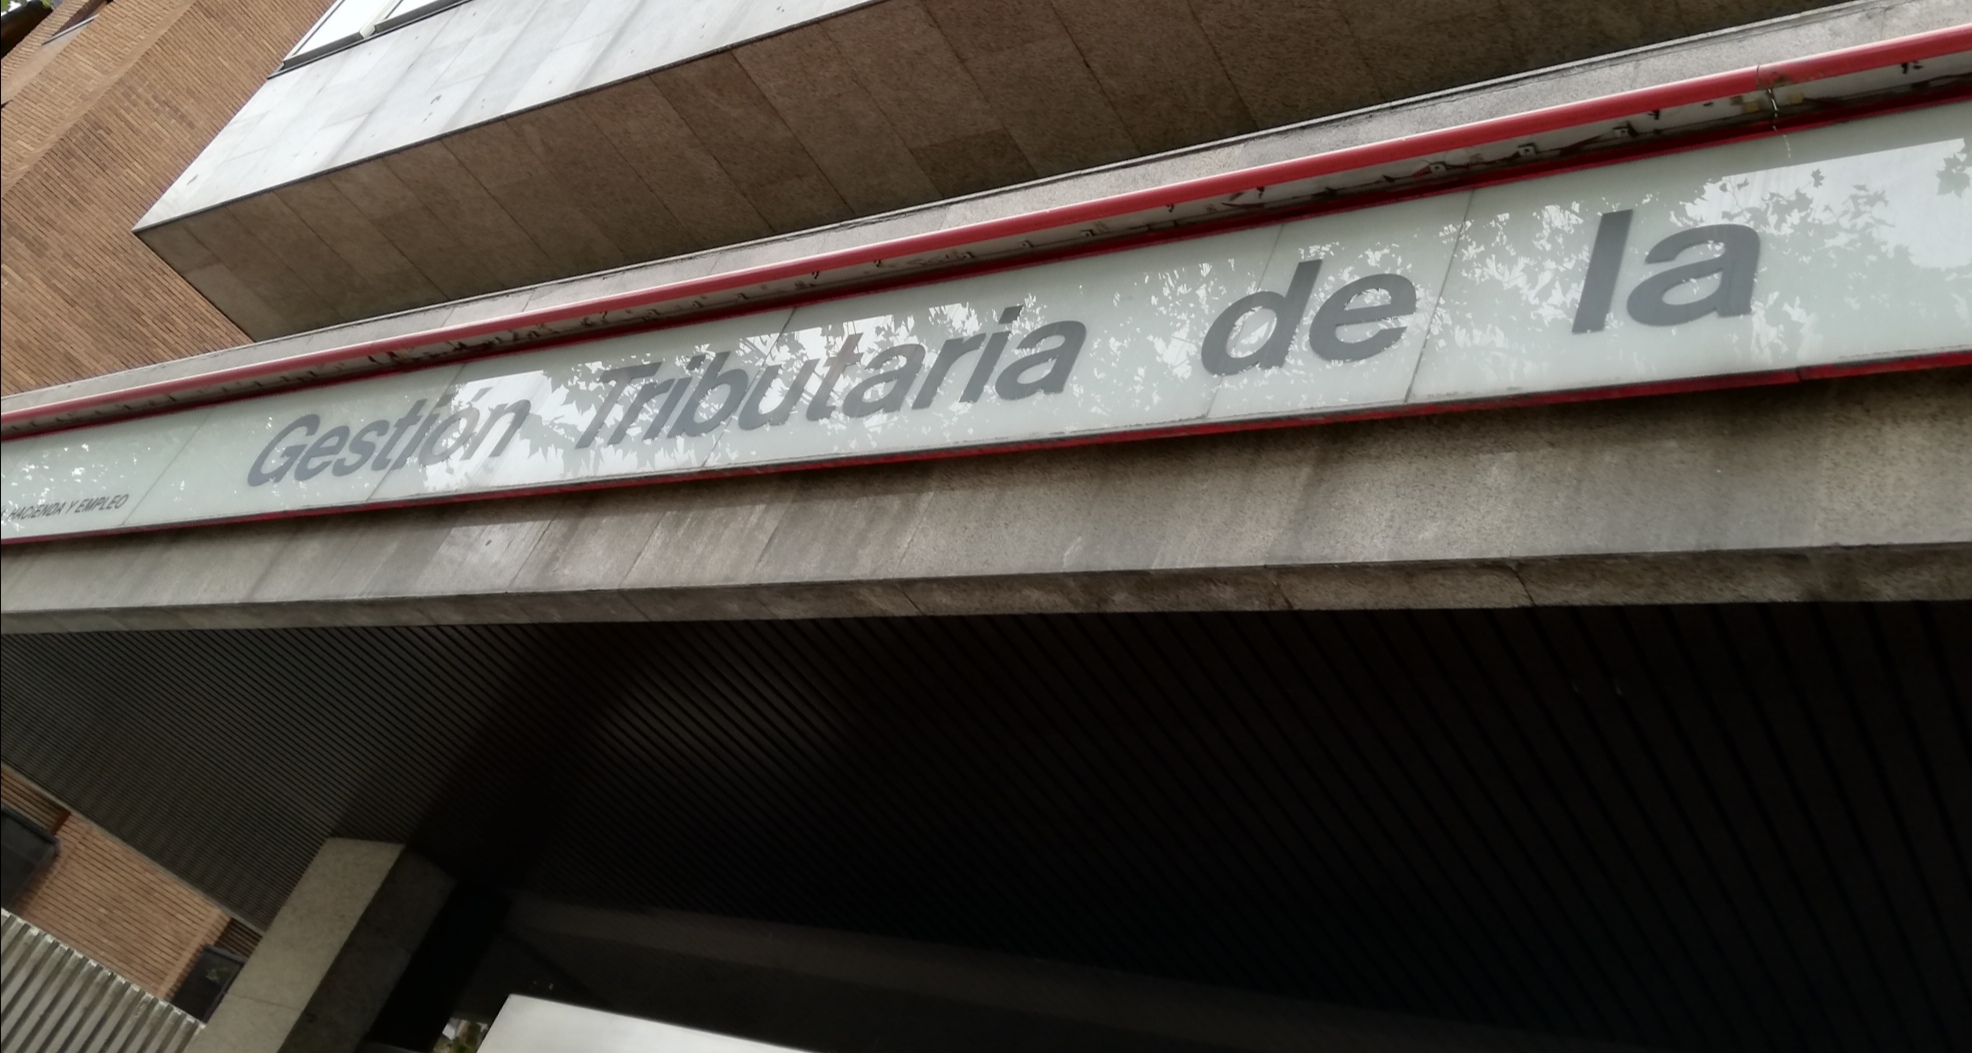 HACIENDA Y EMPLEO
Gestión Tributaria de la